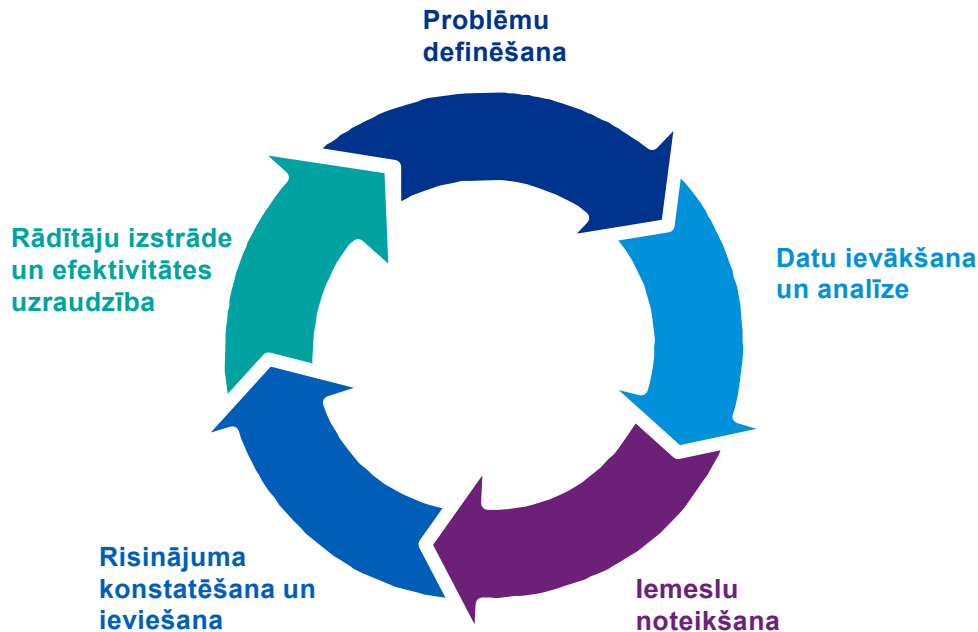 Problēmu
definēšana
Datu ievākšana
un analīze
Iemeslu
noteikšana
Risinājuma
konstatēšana un
ieviešana
Rādītāju izstrāde
un efektivitātes
uzraudzība